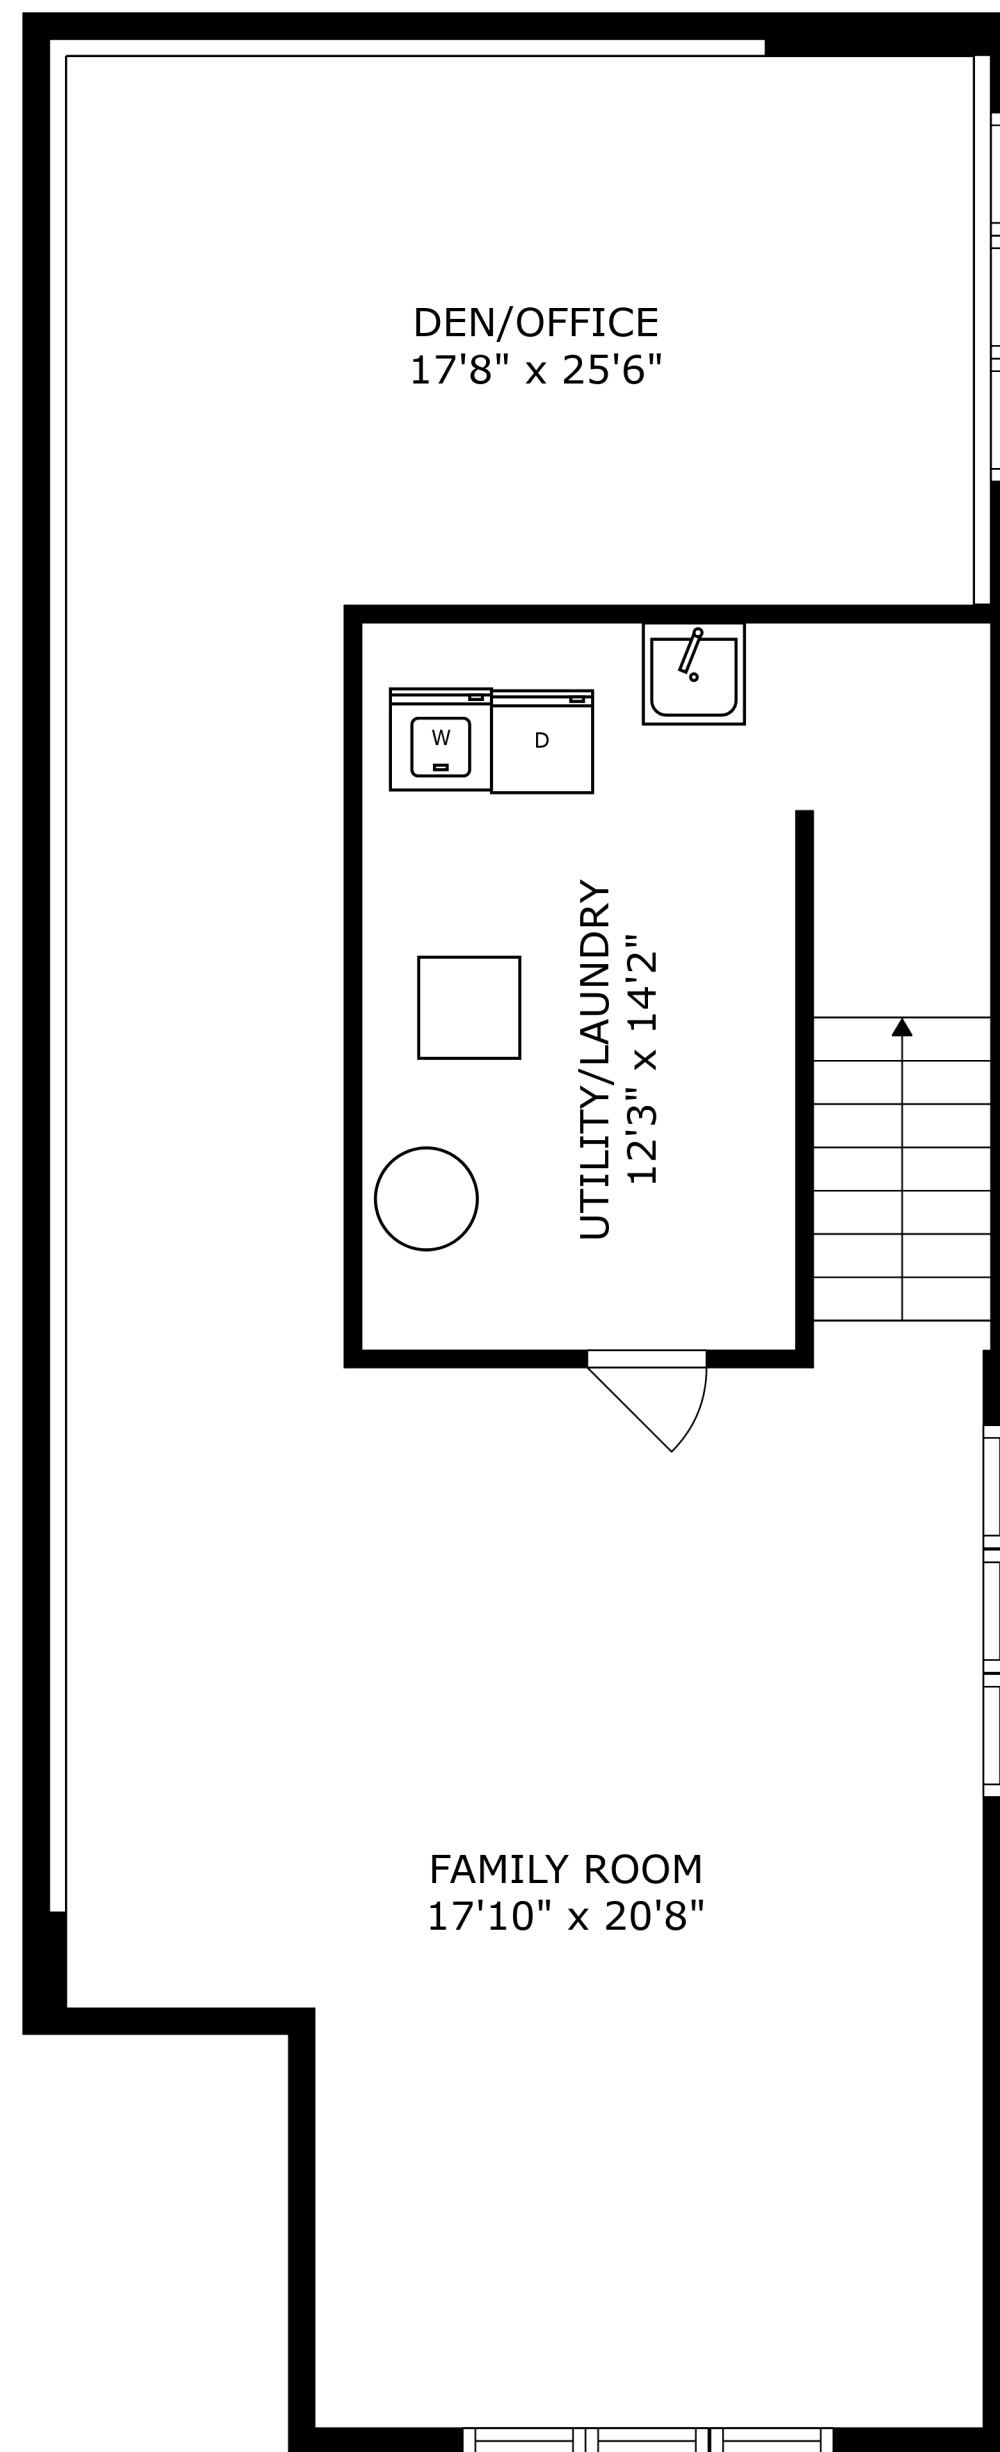 DEN/OFFICE
17'8" x 25'6"
W
D
UTILITY/LAUNDRY
12'3" x 14'2"
FAMILY ROOM
17'10" x 20'8"